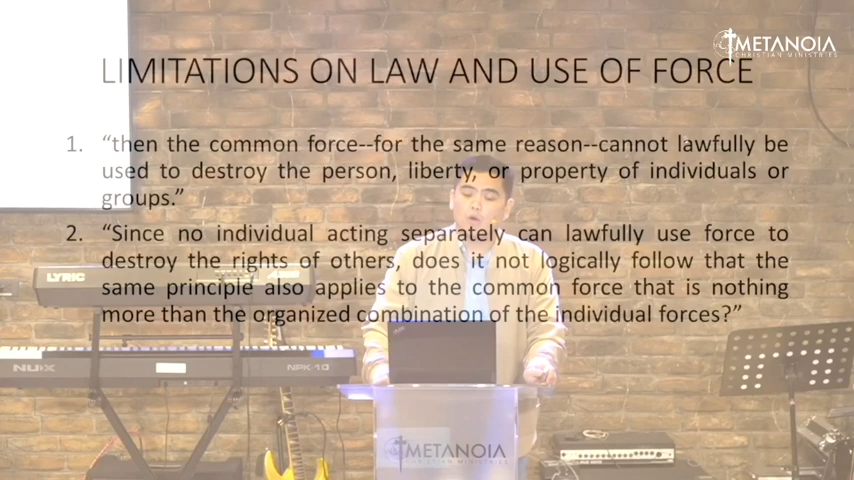 METANOIA
CHRISTIAN MINISTRIES
LIMITATIONS ON LAW AND USE OF FORCE
1. “then the common force--for the same reason--cannot lawfully be
used to destroy the person, liberty, or property of individuals or
groups.”
2. “Since no individual acting separately can lawfully use force to
destroy the rights of others, does it not logically follow that the
same principle also applies to the common force that is nothing
more than the organized combination of the individual forces?”
LYRIC
NUX
NPK-10
METANOIA
CHRISTIAN MINISTRIES